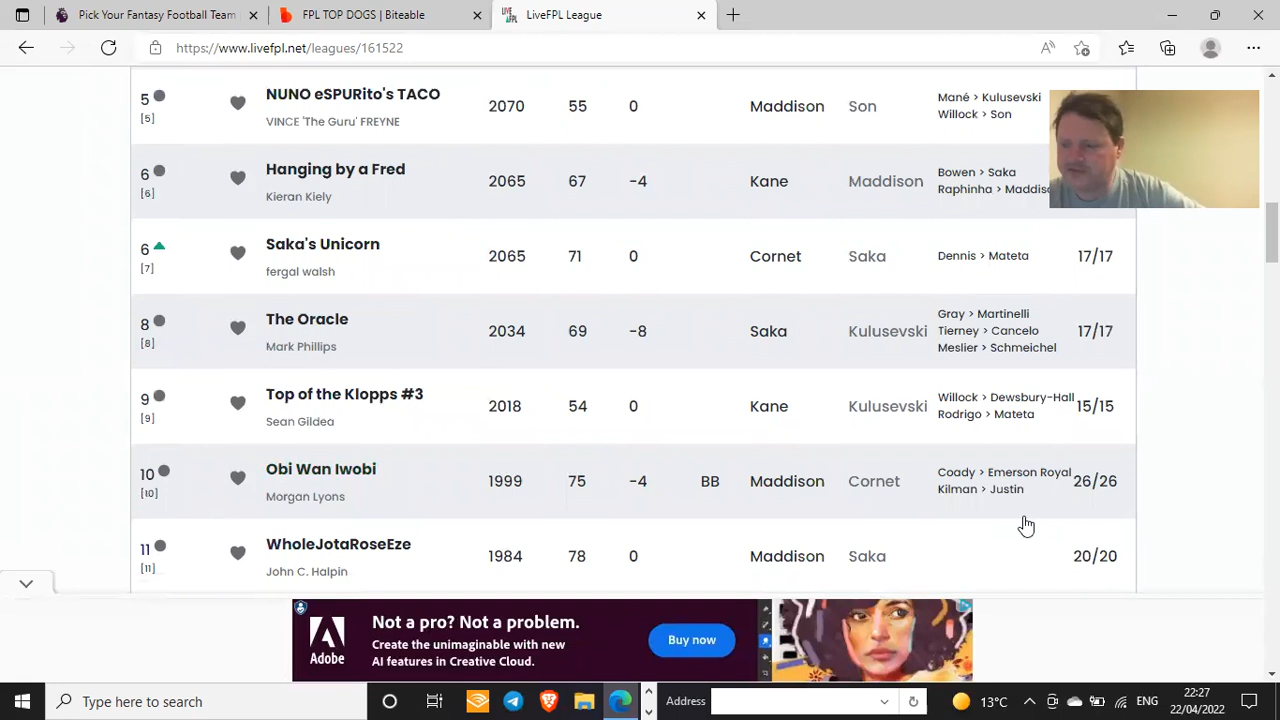 Pick Your Fantasy Football Team
FPL TOP DOGS | Biteable
LiveFPL League
https://www.livefpl.net/leagues/161522
5
[5]
NUNO eSPURito's TACO
VINCE 'The Guru' FREYNE
2070 55 0 Maddison Son
Mané > Kulusevski
Willock > Son
6
[6]
Hanging by a Fred
Kieran Kiely
2065 67 -4 Kane Maddison
Bowen > Saka
Raphinha >
6
[7]
Saka's Unicorn
fergal walsh
2065 71 0 Cornet Saka
Dennis > Mateta
17/17
8
[8]
The Oracle
Mark Phillips
2034 69 -8 Saka Kulusevski
Gray > Martinelli
Tierney > Cancelo
Meslier > Schmeichel
17/17
9
[9]
Top of the Klopps #3
Sean Gildea
2018 54 0 Kane Kulusevski
Willock > Dewsbury-Hall
Rodrigo > Mateta
15/15
10
[10]
Obi Wan Iwobi
Morgan Lyons
1999 75 -4 BB Maddison Cornet
Coady > Emerson Royal
Kilman > Justin
26/26
11
[11]
WholeJotaRoseEze
John C. Halpin
1984 78 0 Maddison Saka
20/20
Adobe
Not a pro? Not a problem.
Create the unimaginable with new
AI features in Creative Cloud.
Buy now
Type here to search
Address
13°C
ENG
22:27
22/04/2022